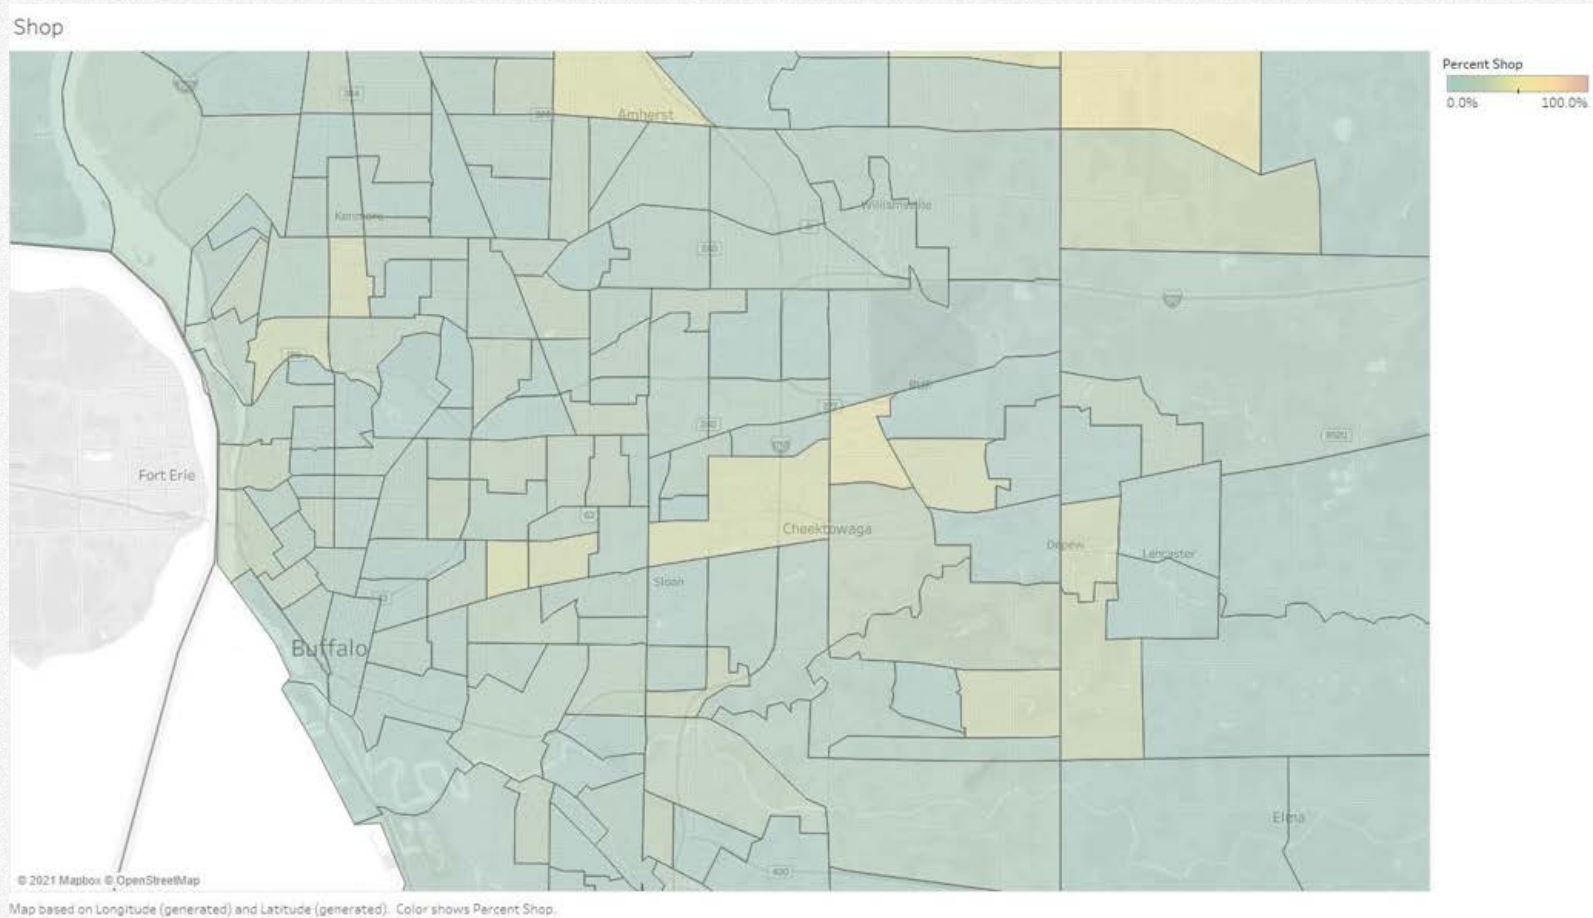 Shop
Percent Shop
0.0%
100.0%
Amherst
Kenmore
Williamsville
Fort Erie
Cheektowaga
Depew
Lancaster
Sloan
Buffalo
Elma
400
© 2021 Mapbox © OpenStreetMap
Map based on Longitude (generated) and Latitude (generated). Color shows Percent Shop.